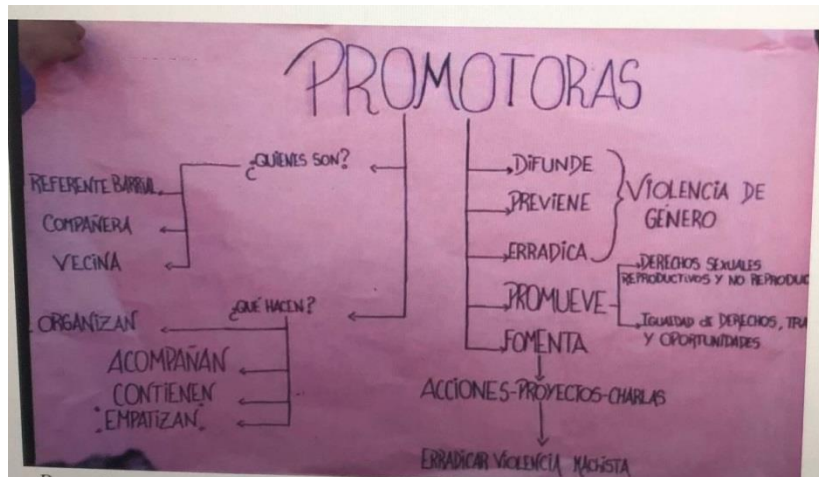 PROMOTORAS
¿QUIENES SON?
REFERENTE BARRIAL
COMPAÑERA
VECINA
¿QUÉ HACEN?
ORGANIZAN
ACOMPAÑAN
CONTIENEN
EMPATIZAN
DIFUNDE
PREVIENE
ERRADICA
VIOLENCIA DE
GÉNERO
PROMUEVE
DERECHOS SEXUALES
REPRODUCTIVOS Y NO REPRODUC
IGUALDAD DE DERECHOS, TRA
Y OPORTUNIDADES
FOMENTA
ACCIONES-PROYECTOS-CHARLAS
ERRADICAR VIOLENCIA MACHISTA